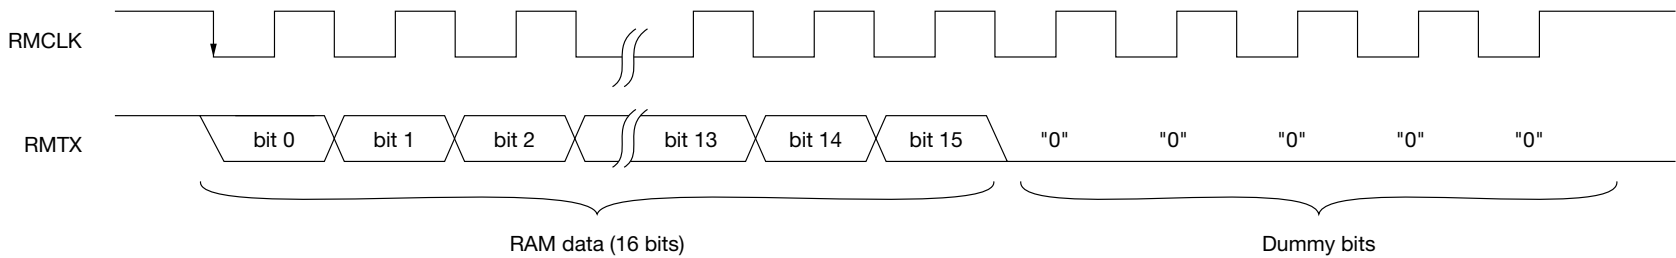 RMCLK
RMTX bit 0 bit 1 bit 2 bit 13 bit 14 bit 15 "0" "0" "0" "0" "0"
RAM data (16 bits) Dummy bits